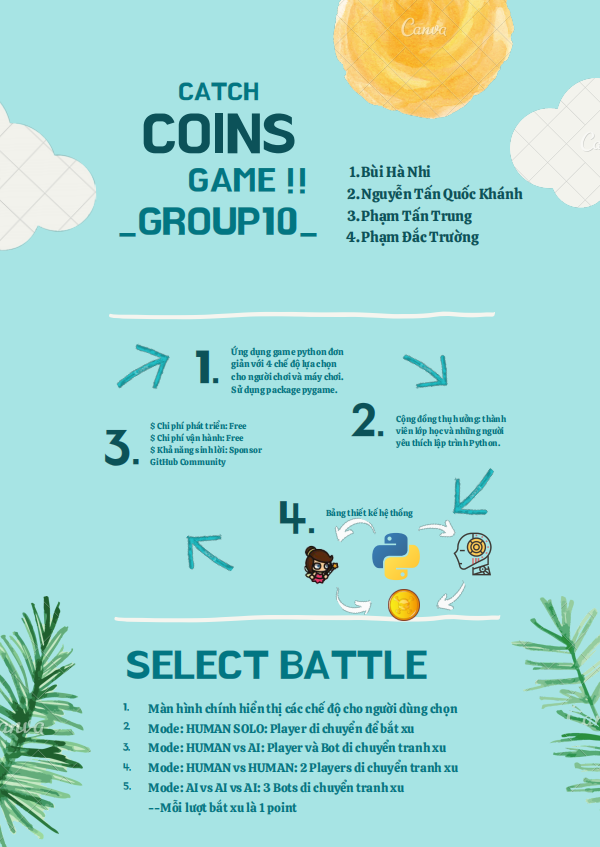 Canva
CATCH
COINS
GAME !!
_GROUP10_
1.Bùi Hà Nhi
2.Nguyễn Tấn Quốc Khánh
3.Phạm Tấn Trung
4.Phạm Đắc Trường
1.
Ứng dụng game python đơn
giản với 4 chế độ lựa chọn
cho người chơi và máy chơi.
Sử dụng package pygame.
2.
Cộng đồng thụ hưởng: thành
viên lớp học và những người
yêu thích lập trình Python.
3.
$ Chi phí phát triển: Free
$ Chi phí vận hành: Free
$ Khả năng sinh lời: Sponsor
GitHub Community
4.
Bảng thiết kế hệ thống
SELECT BATTLE
1. Màn hình chính hiển thị các chế độ cho người dùng chọn
2. Mode: HUMAN SOLO: Player di chuyển để bắt xu
3. Mode: HUMAN vs AI: Player và Bot di chuyển tranh xu
4. Mode: HUMAN vs HUMAN: 2 Players di chuyển tranh xu
5. Mode: AI vs AI vs AI: 3 Bots di chuyển tranh xu
--Mỗi lượt bắt xu là 1 point